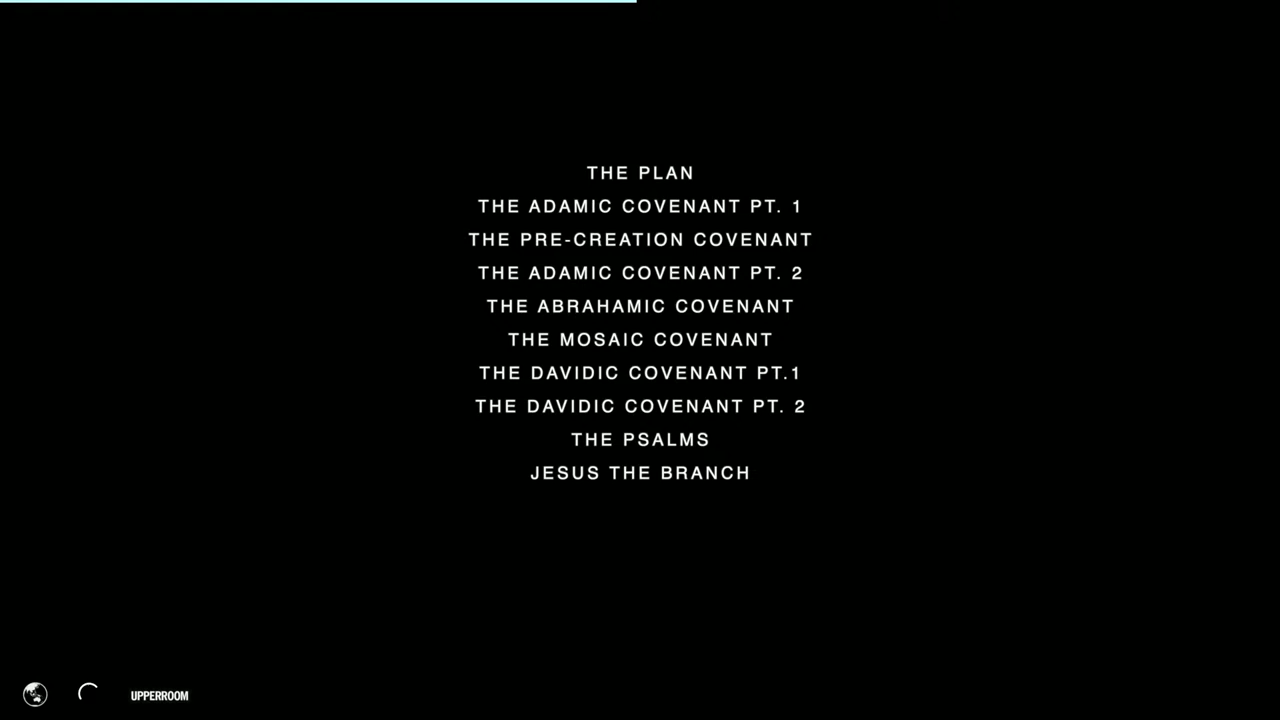 THE PLAN
THE ADAMIC COVENANT PT. 1
THE PRE-CREATION COVENANT
THE ADAMIC COVENANT PT. 2
THE ABRAHAMIC COVENANT
THE MOSAIC COVENANT
THE DAVIDIC COVENANT PT.1
THE DAVIDIC COVENANT PT. 2
THE PSALMS
JESUS THE BRANCH
UPPERROOM